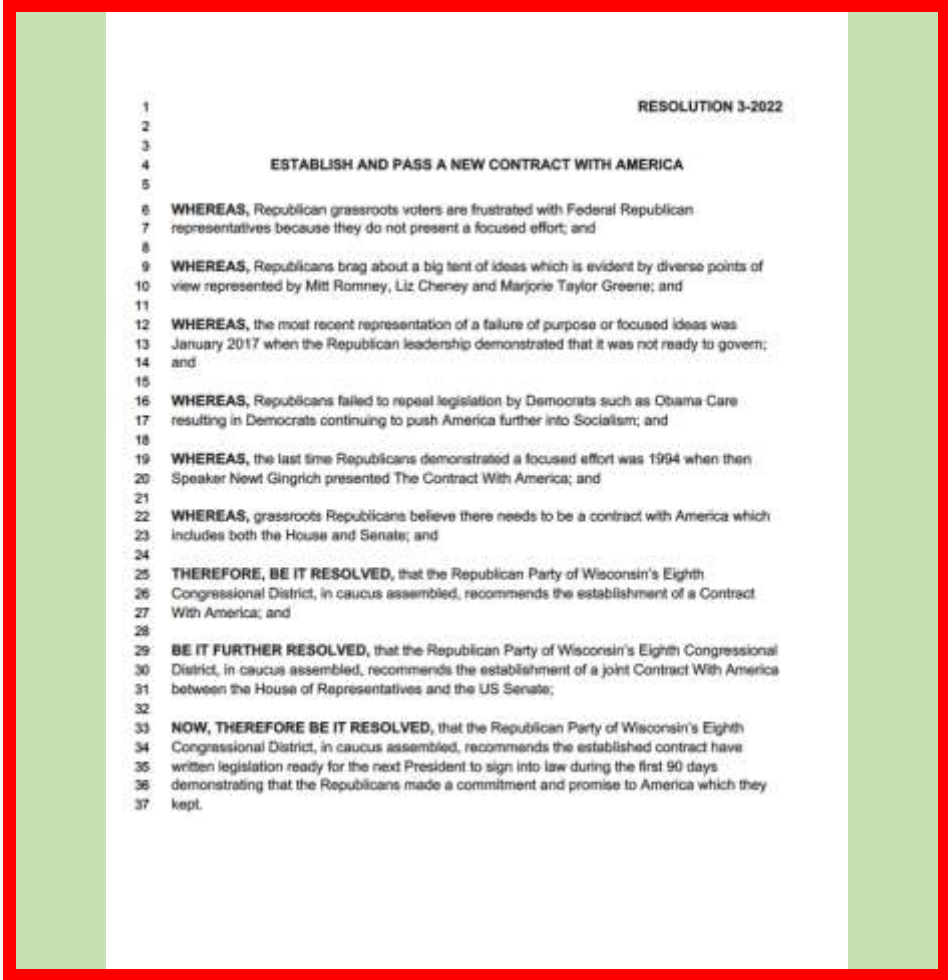 1 RESOLUTION 3-2022
2
3
4 ESTABLISH AND PASS A NEW CONTRACT WITH AMERICA
5
6 WHEREAS, Republican grassroots voters are frustrated with Federal Republican
7 representatives because they do not present a focused effort; and
8
9 WHEREAS, Republicans brag about a big tent of ideas which is evident by diverse points of
10 view represented by Mitt Romney, Liz Cheney and Marjorie Taylor Greene; and
11
12 WHEREAS, the most recent representation of a failure of purpose or focused ideas was
13 January 2017 when the Republican leadership demonstrated that it was not ready to govern;
14 and
15
16 WHEREAS, Republicans failed to repeal legislation by Democrats such as Obama Care
17 resulting in Democrats continuing to push America further into Socialism; and
18
19 WHEREAS, the last time Republicans demonstrated a focused effort was 1994 when then
20 Speaker Newt Gingrich presented The Contract With America; and
21
22 WHEREAS, grassroots Republicans believe there needs to be a contract with America which
23 includes both the House and Senate; and
24
25 THEREFORE, BE IT RESOLVED, that the Republican Party of Wisconsin's Eighth
26 Congressional District, in caucus assembled, recommends the establishment of a Contract
27 With America; and
28
29 BE IT FURTHER RESOLVED, that the Republican Party of Wisconsin's Eighth Congressional
30 District, in caucus assembled, recommends the establishment of a joint Contract With America
31 between the House of Representatives and the US Senate;
32
33 NOW, THEREFORE BE IT RESOLVED, that the Republican Party of Wisconsin's Eighth
34 Congressional District, in caucus assembled, recommends the established contract have
35 written legislation ready for the next President to sign into law during the first 90 days
36 demonstrating that the Republicans made a commitment and promise to America which they
37 kept.